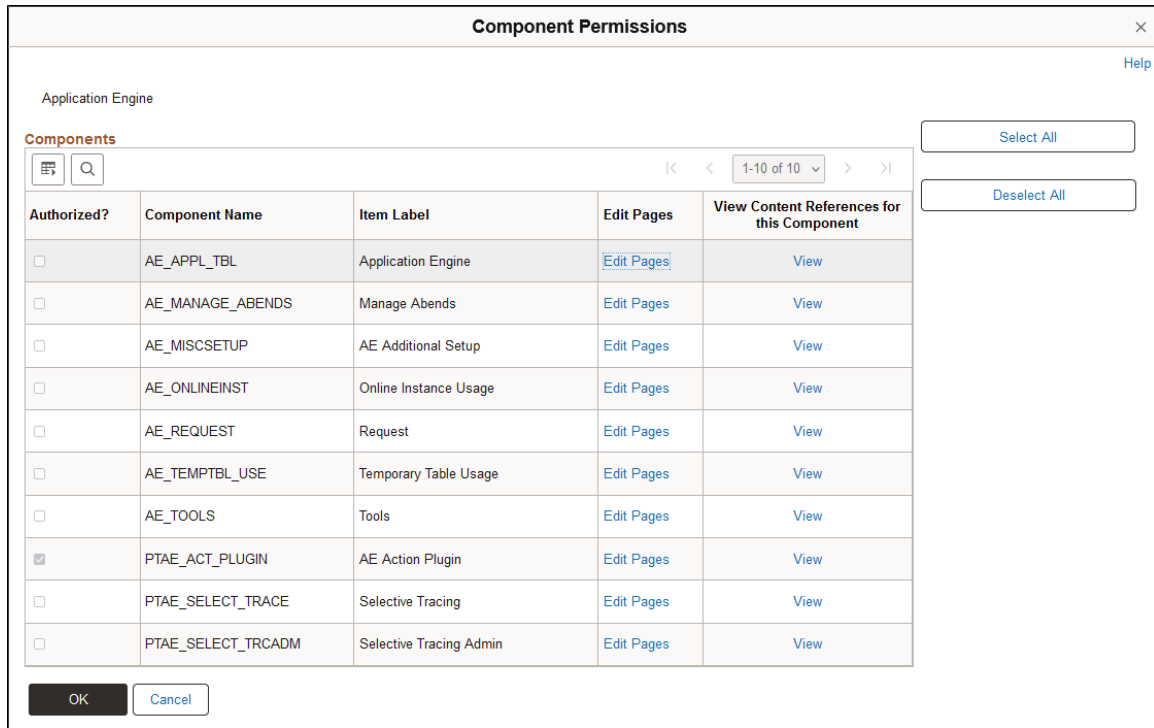 Component Permissions
Help
Application Engine
Components
Select All
1-10 of 10
Deselect All
Authorized? Component Name Item Label Edit Pages View Content References for this Component
AE_APPL_TBL Application Engine Edit Pages View
AE_MANAGE_ABENDS Manage Abends Edit Pages View
AE_MISCSETUP AE Additional Setup Edit Pages View
AE_ONLINEINST Online Instance Usage Edit Pages View
AE_REQUEST Request Edit Pages View
AE_TEMPTBL_USE Temporary Table Usage Edit Pages View
AE_TOOLS Tools Edit Pages View
PTAE_ACT_PLUGIN AE Action Plugin Edit Pages View
PTAE_SELECT_TRACE Selective Tracing Edit Pages View
PTAE_SELECT_TRCADM Selective Tracing Admin Edit Pages View
OK Cancel